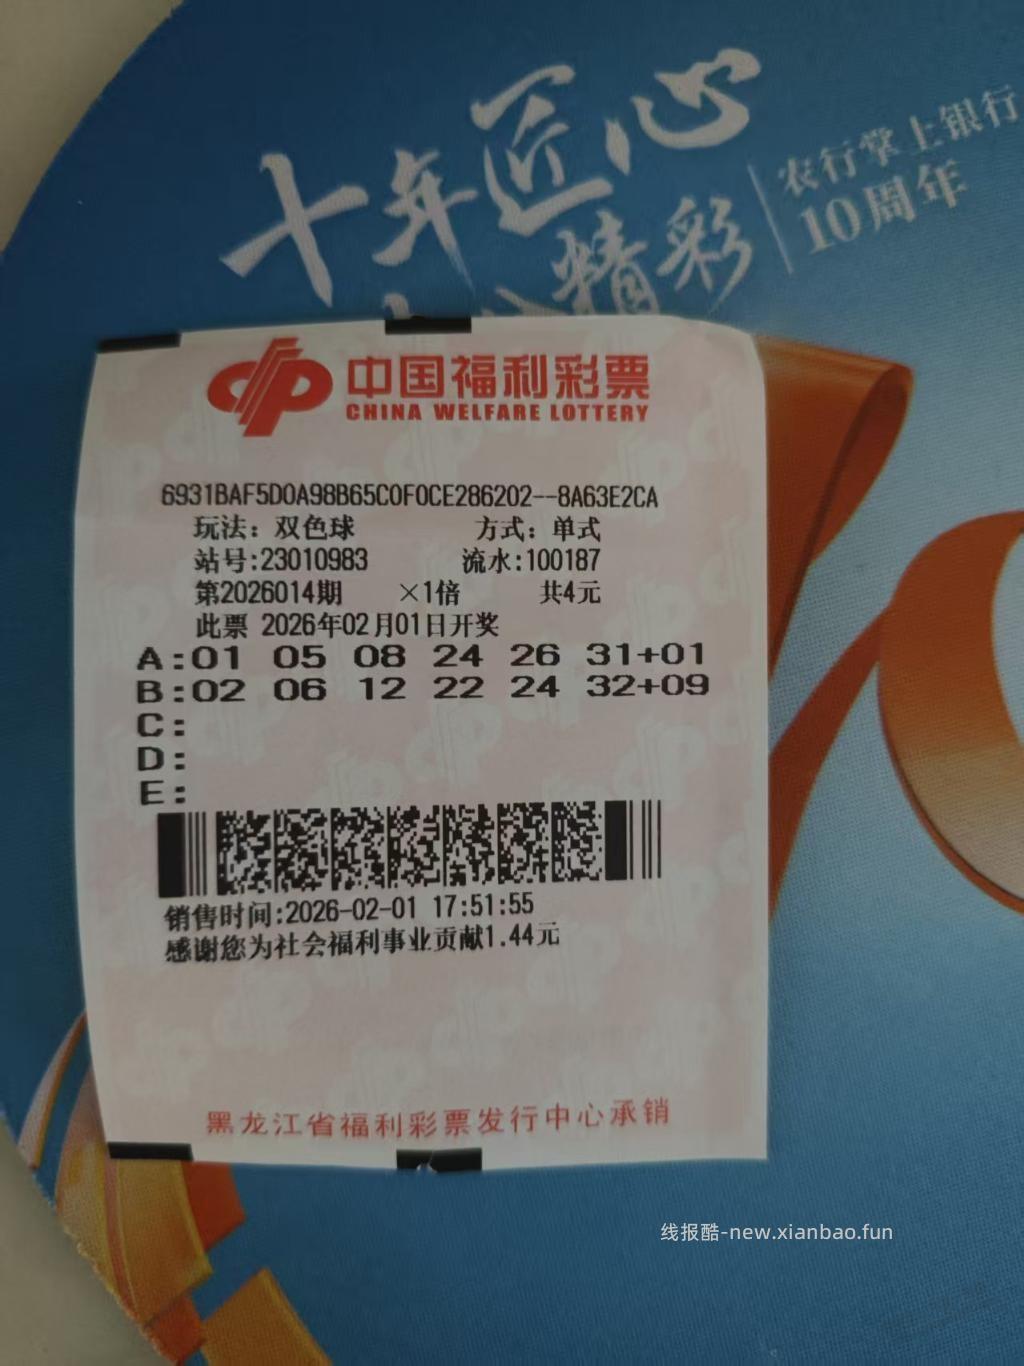 十年匠心
精彩
农行掌上银行
10周年
中国福利彩票
CHINA WELFARE LOTTERY
6931BAF5D0A98B65C0F0CE286202--8A63E2CA
玩法：双色球 方式：单式
站号:23010983 流水:100187
第2026014期 ×1倍 共4元
此票 2026年02月01日开奖
A:01 05 08 24 26 31+01
B:02 06 12 22 24 32+09
C:
D:
E:
销售时间:2026-02-01 17:51:55
感谢您为社会福利事业贡献1.44元
黑龙江省福利彩票发行中心承销
线报酷-new.xianbao.fun